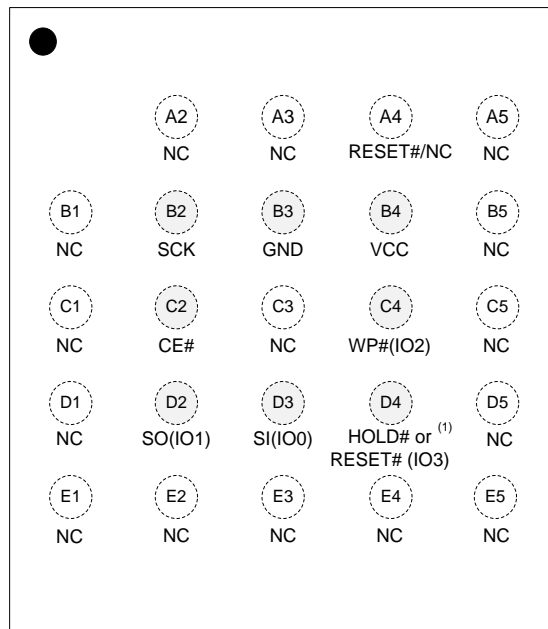 A2 A3 A4 A5
NC NC RESET#/NC NC
B1 B2 B3 B4 B5
NC SCK GND VCC NC
C1 C2 C3 C4 C5
NC CE# NC WP#(IO2) NC
D1 D2 D3 D4 D5
NC SO(IO1) SI(IO0) HOLD# or (1) NC
RESET# (IO3)
E1 E2 E3 E4 E5
NC NC NC NC NC